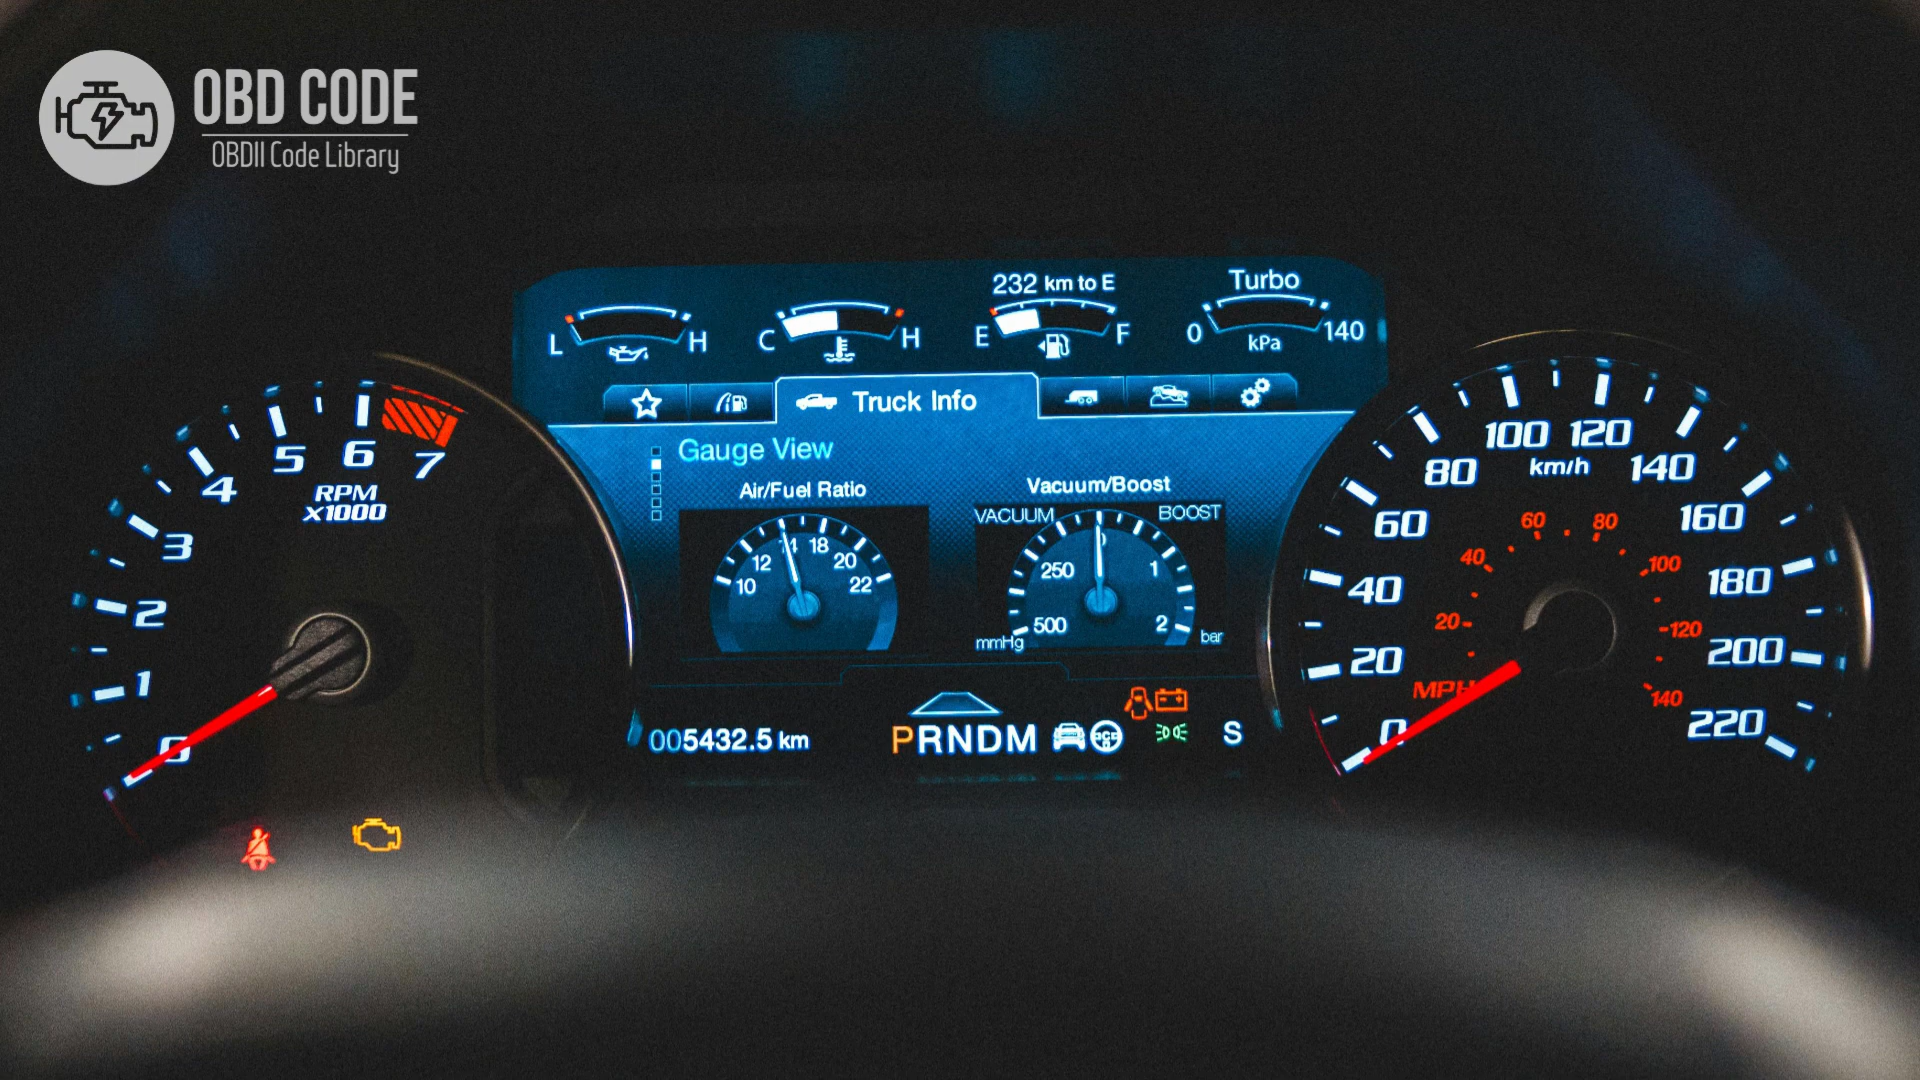 OBD CODE
OBDII Code Library
232 km to E
Turbo
L H
C H
E F
0 140
kPa
Truck Info
Gauge View
Air/Fuel Ratio
10 12 14 18 20 22
Vacuum/Boost
VACUUM BOOST
500 250 0 1 2
mmHg bar
005432.5 km
PRNDM
S
0 1 2 3 4 5 6 7
RPM
X1000
0 20 40 60 80 100 120 140 160 180 200 220
km/h
20 40 60 80 100 120 140
MPH